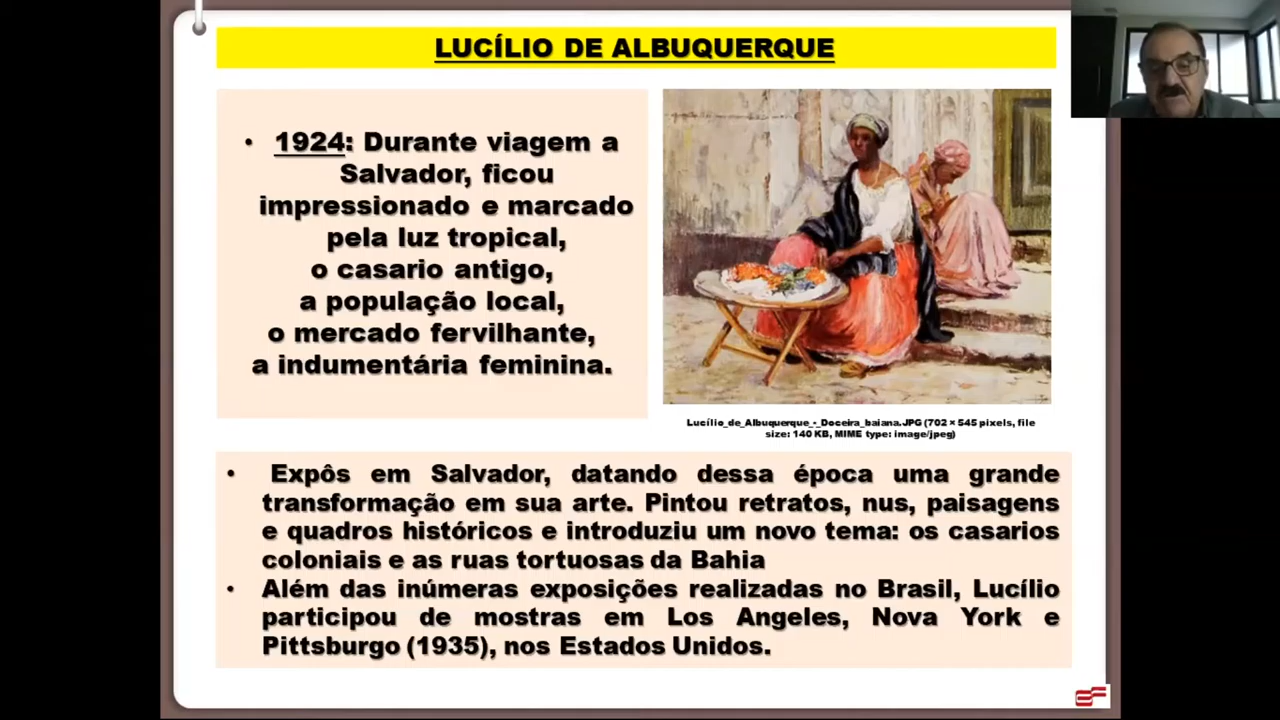 LUCÍLIO DE ALBUQUERQUE
• 1924: Durante viagem a
Salvador, ficou
impressionado e marcado
pela luz tropical,
o casario antigo,
a população local,
o mercado fervilhante,
a indumentária feminina.
Lucílio_de_Albuquerque_-_Doceira_baiana.JPG (702 × 545 pixels, file
size: 140 KB, MIME type: image/jpeg)
• Expôs em Salvador, datando dessa época uma grande
transformação em sua arte. Pintou retratos, nus, paisagens
e quadros históricos e introduziu um novo tema: os casarios
coloniais e as ruas tortuosas da Bahia
• Além das inúmeras exposições realizadas no Brasil, Lucílio
participou de mostras em Los Angeles, Nova York e
Pittsburgo (1935), nos Estados Unidos.